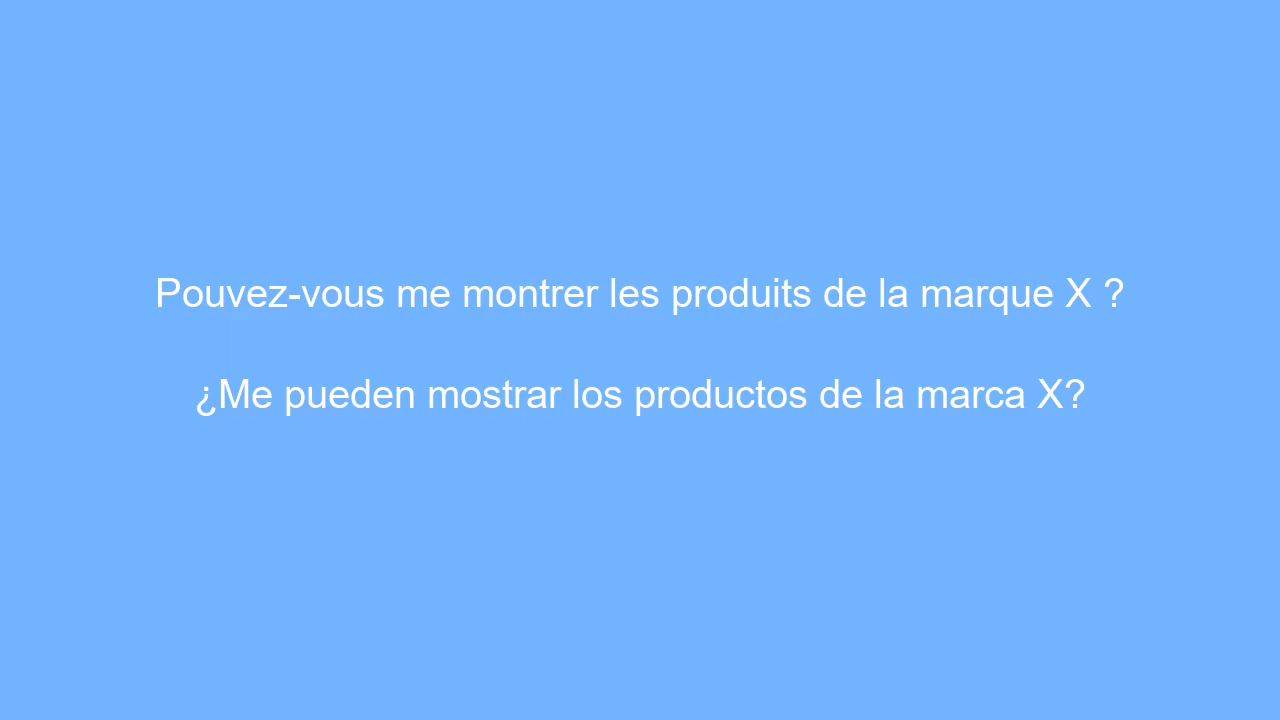 Pouvez-vous me montrer les produits de la marque X ?
¿Me pueden mostrar los productos de la marca X?